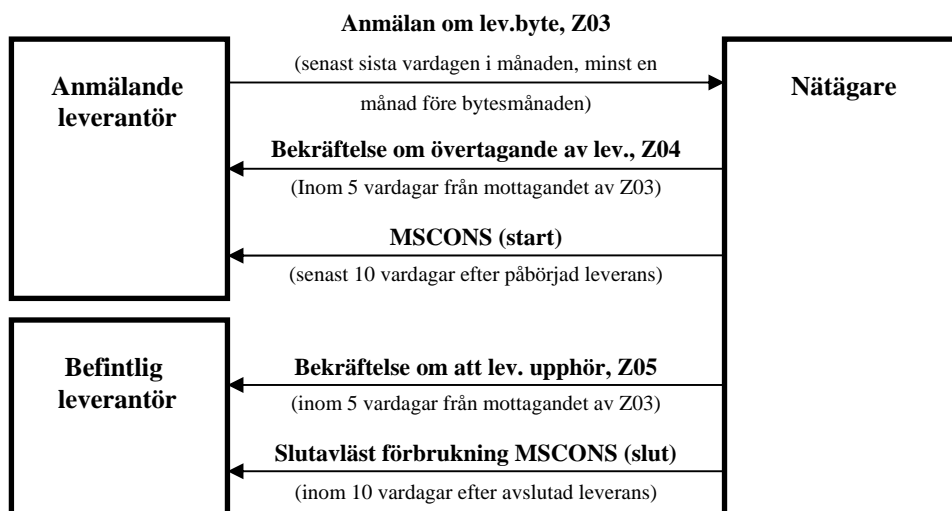 Anmälan om lev.byte, Z03
Anmälande
leverantör
(senast sista vardagen i månaden, minst en
månad före bytesmånaden)
Nätägare
Bekräftelse om övertagande av lev., Z04
(Inom 5 vardagar från mottagandet av Z03)
MSCONS (start)
(senast 10 vardagar efter påbörjad leverans)
Befintlig
leverantör
Bekräftelse om att lev. upphör, Z05
(inom 5 vardagar från mottagandet av Z03)
Slutavläst förbrukning MSCONS (slut)
(inom 10 vardagar efter avslutad leverans)